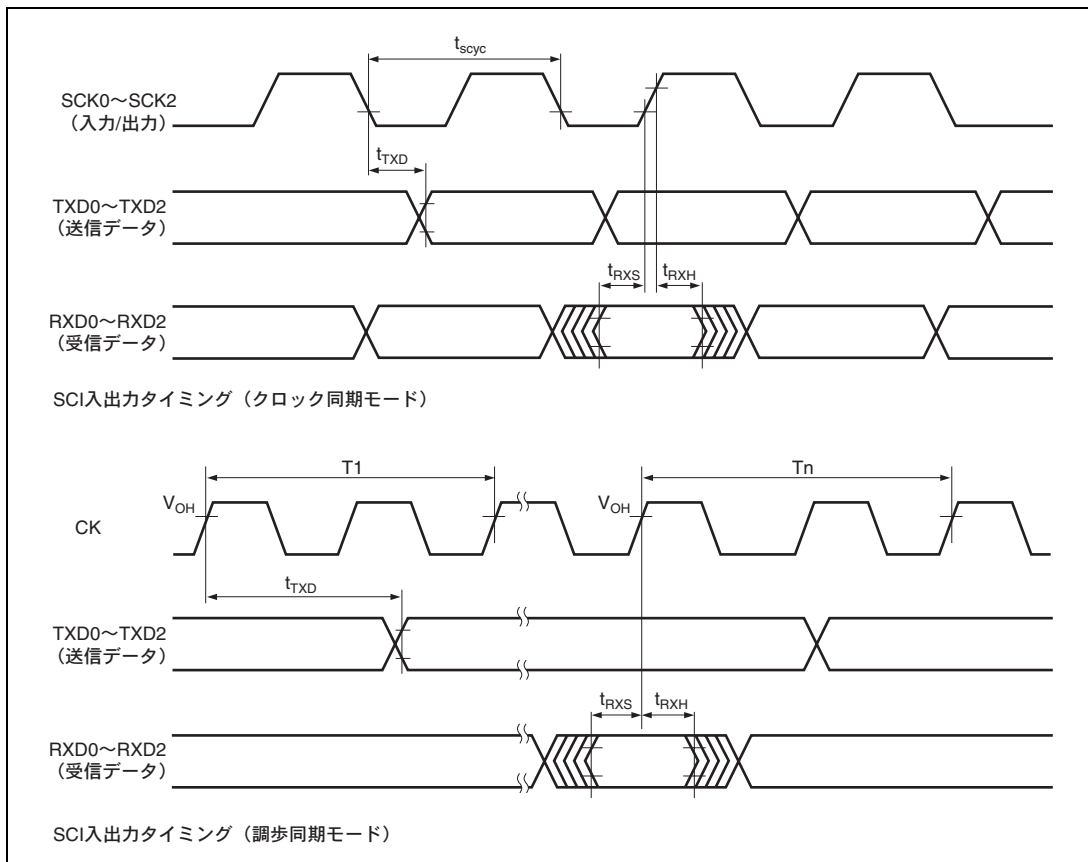 tscyc
SCK0～SCK2
（入力/出力）
tTXD
TXD0～TXD2
（送信データ）
tRXS tRXH
RXD0～RXD2
（受信データ）
SCI入出力タイミング（クロック同期モード）
T1 Tn
VOH VOH
CK
tTXD
TXD0～TXD2
（送信データ）
tRXS tRXH
RXD0～RXD2
（受信データ）
SCI入出力タイミング（調歩同期モード）